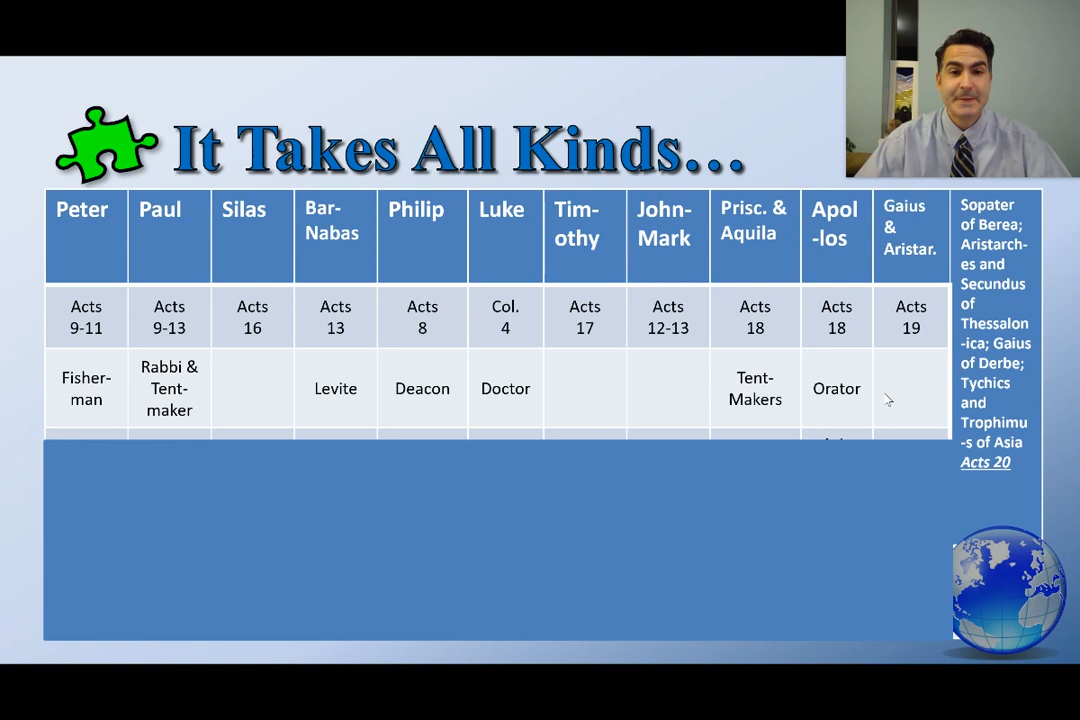 It Takes All Kinds…
Peter
Paul
Silas
Bar-
Nabas
Philip
Luke
Tim-
othy
John-
Mark
Prisc. &
Aquila
Apol
-los
Gaius
&
Aristar.
Sopater
of Berea;
Aristarch-
es and
Secundus
of
Thessalon
-ica; Gaius
of Derbe;
Tychics
and
Trophimu
-s of Asia
Acts 20
Acts
9-11
Acts
9-13
Acts
16
Acts
13
Acts
8
Col.
4
Acts
17
Acts
12-13
Acts
18
Acts
18
Acts
19
Fisher-
man
Rabbi &
Tent-
maker
Levite
Deacon
Doctor
Tent-
Makers
Orator